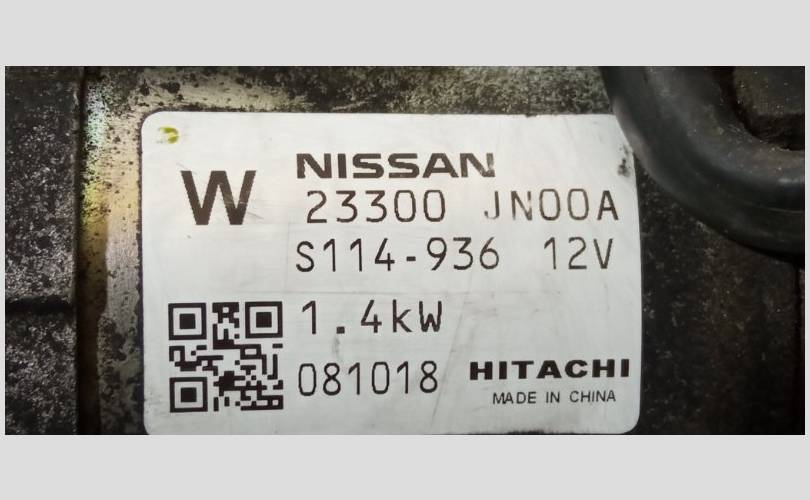 W
NISSAN
23300 JN00A
S114-936 12V
1.4kW
081018 HITACHI
MADE IN CHINA